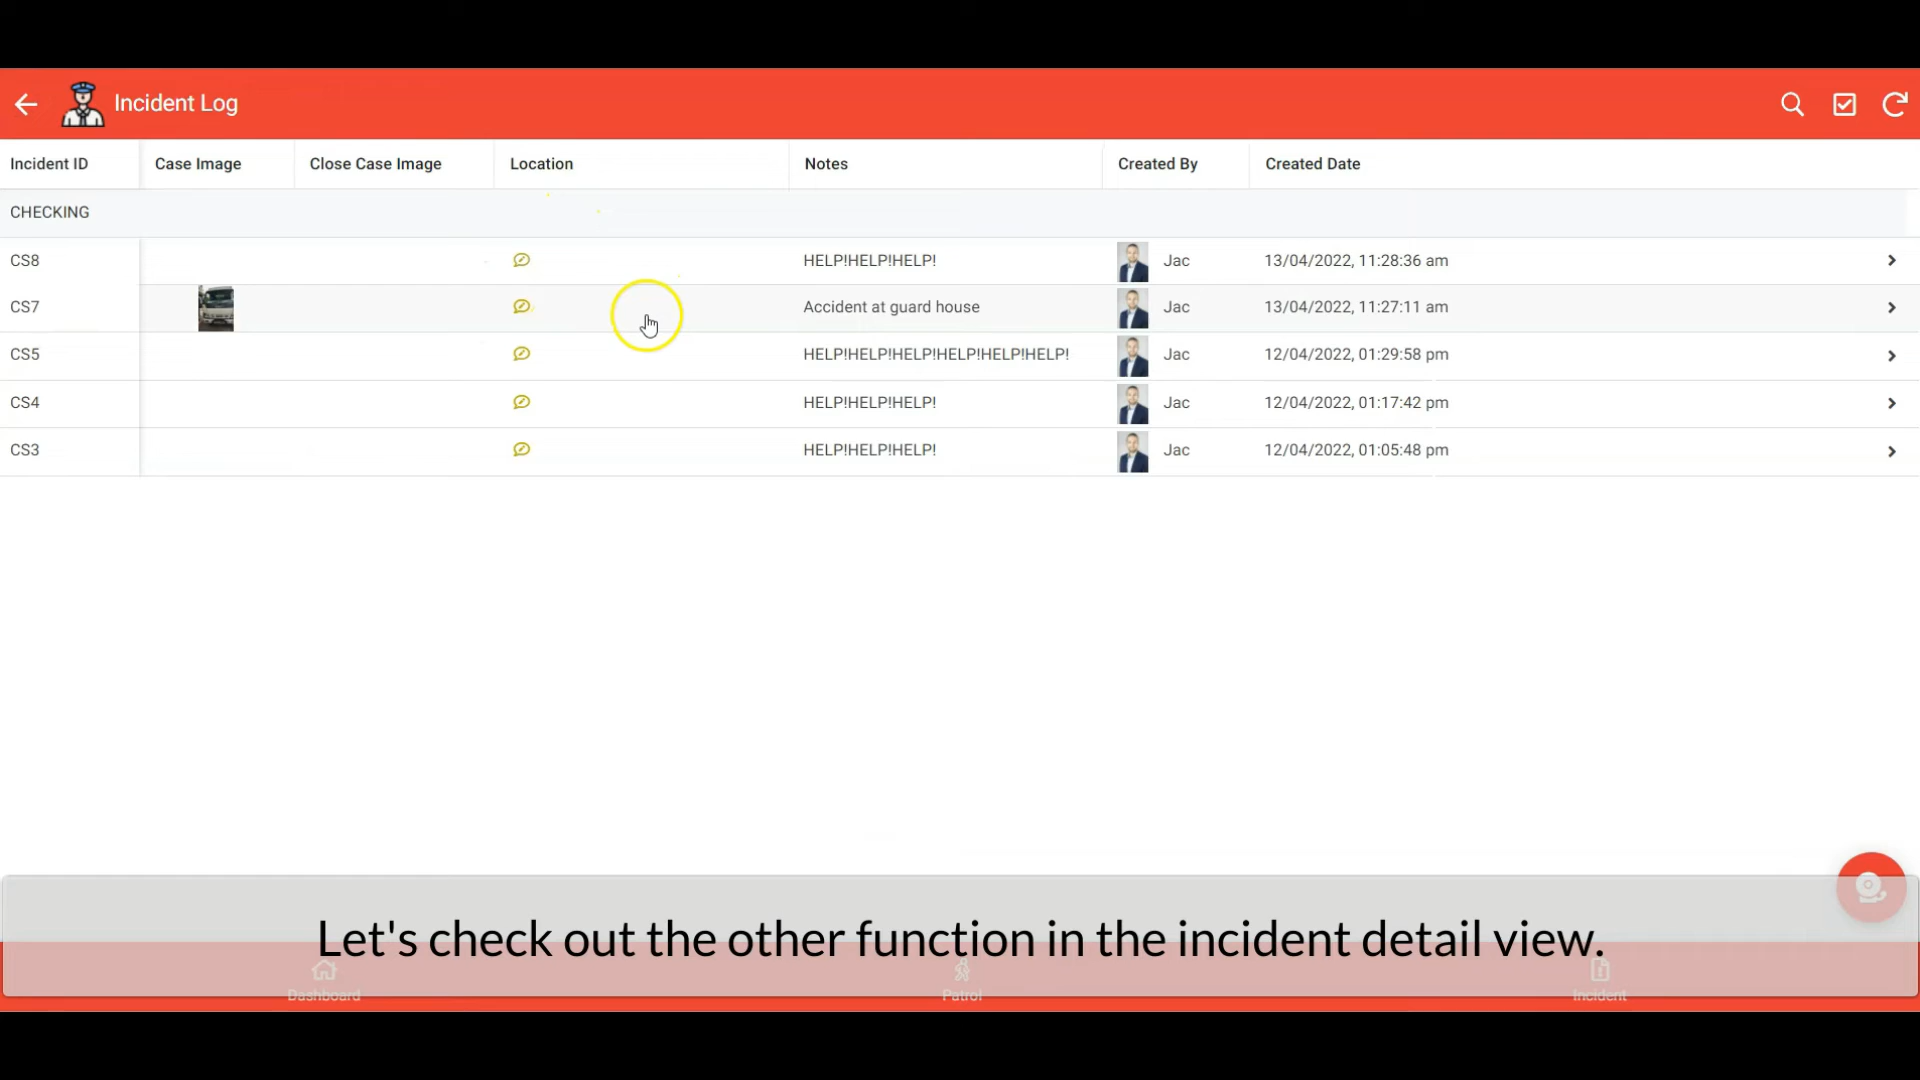 Incident Log
Incident ID Case Image Close Case Image Location Notes Created By Created Date
CHECKING
CS8 HELP!HELP!HELP! Jac 13/04/2022, 11:28:36 am
CS7 Accident at guard house Jac 13/04/2022, 11:27:11 am
CS5 HELP!HELP!HELP!HELP!HELP!HELP! Jac 12/04/2022, 01:29:58 pm
CS4 HELP!HELP!HELP! Jac 12/04/2022, 01:17:42 pm
CS3 HELP!HELP!HELP! Jac 12/04/2022, 01:05:48 pm
Let's check out the other function in the incident detail view.
Dashboard Patrol Incident